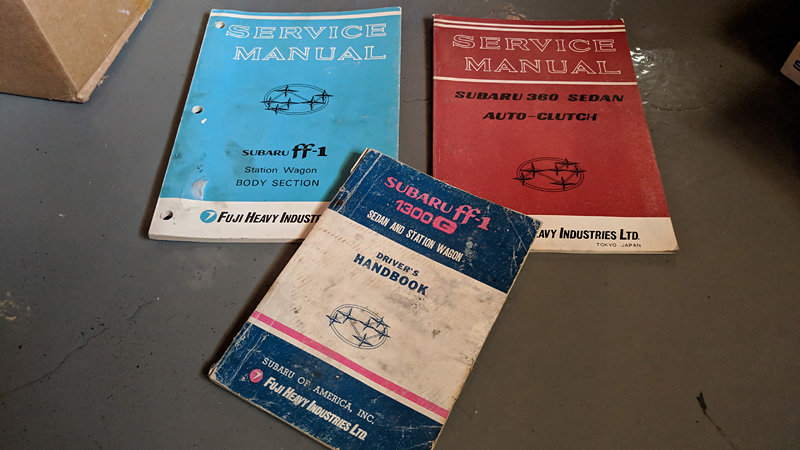 SERVICE
MANUAL
SUBARU ff-1
Station Wagon
BODY SECTION
7 FUJI HEAVY INDUSTRIES
SERVICE
MANUAL
SUBARU 360 SEDAN
AUTO-CLUTCH
HEAVY INDUSTRIES LTD.
TOKYO JAPAN
SUBARU ff-1
1300G
SEDAN AND STATION WAGON
DRIVER'S
HANDBOOK
SUBARU OF AMERICA, INC.
7 FUJI HEAVY INDUSTRIES LTD.